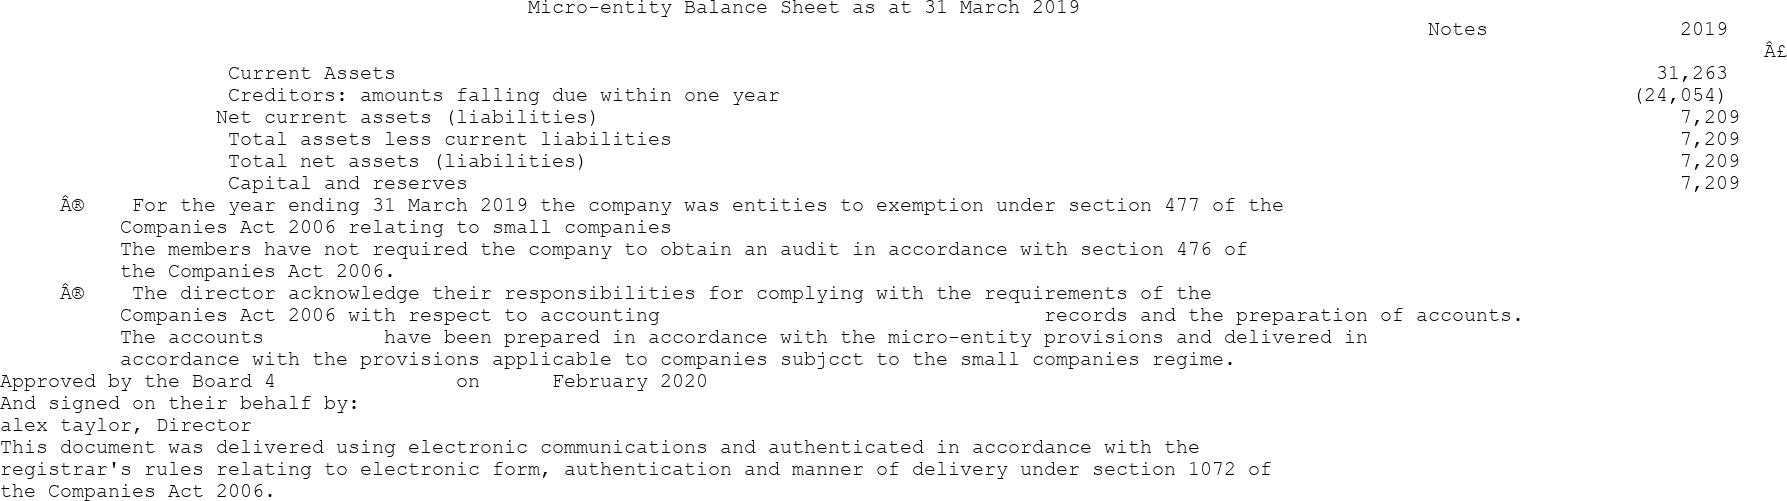 Micro-entity Balance Sheet as at 31 March 2019
Notes 2019
Â£
Current Assets 31,263
Creditors: amounts falling due within one year (24,054)
Net current assets (liabilities) 7,209
Total assets less current liabilities 7,209
Total net assets (liabilities) 7,209
Capital and reserves 7,209
Â® For the year ending 31 March 2019 the company was entities to exemption under section 477 of the
Companies Act 2006 relating to small companies
The members have not required the company to obtain an audit in accordance with section 476 of
the Companies Act 2006.
Â® The director acknowledge their responsibilities for complying with the requirements of the
Companies Act 2006 with respect to accounting records and the preparation of accounts.
The accounts have been prepared in accordance with the micro-entity provisions and delivered in
accordance with the provisions applicable to companies subjcct to the small companies regime.
Approved by the Board 4 on February 2020
And signed on their behalf by:
alex taylor, Director
This document was delivered using electronic communications and authenticated in accordance with the
registrar's rules relating to electronic form, authentication and manner of delivery under section 1072 of
the Companies Act 2006.